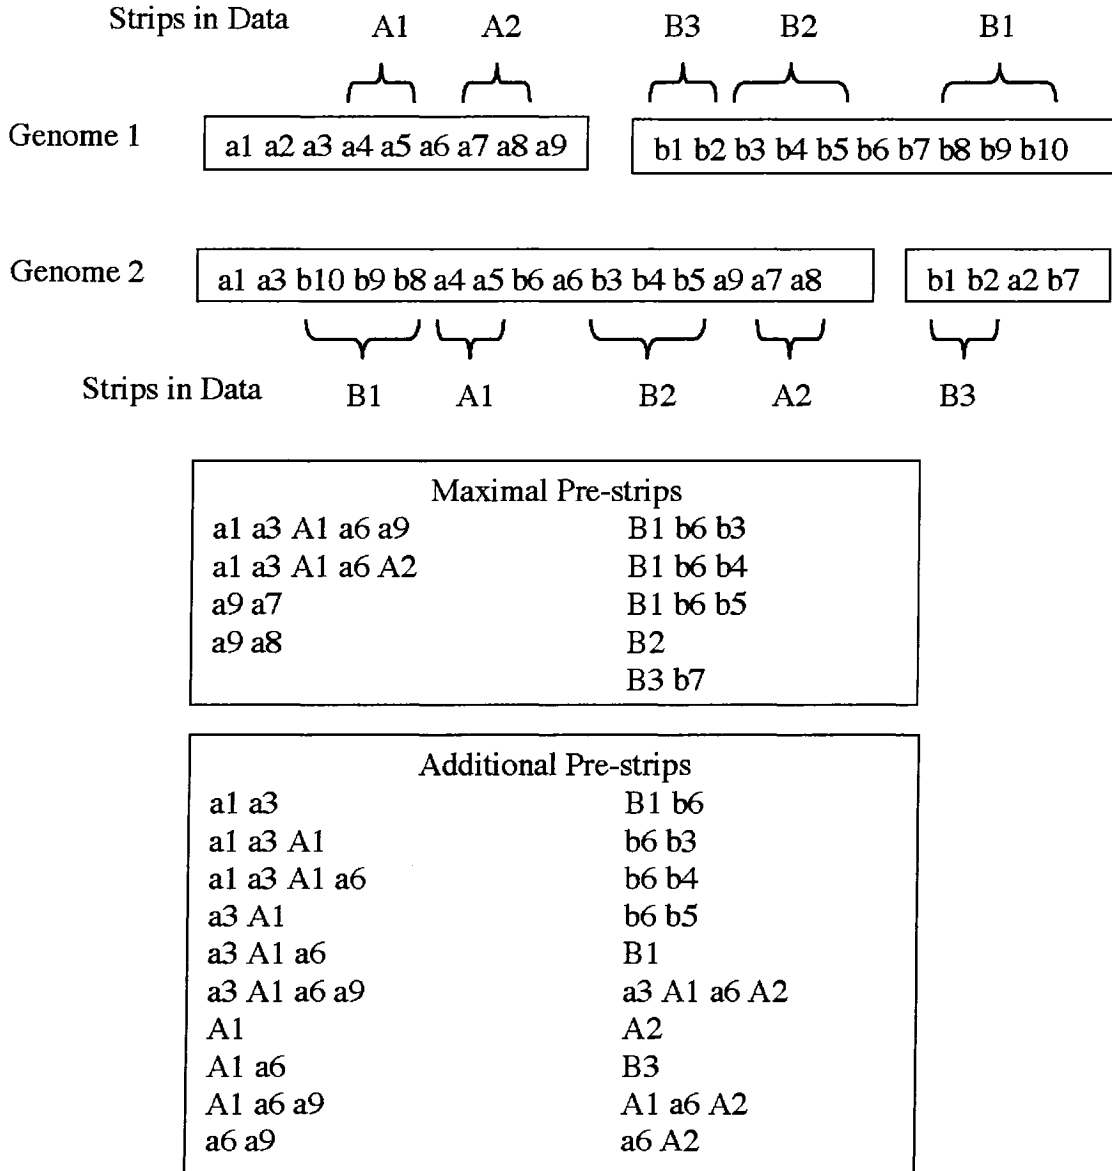 Strips in Data A1 A2 B3 B2 B1
Genome 1 a1 a2 a3 a4 a5 a6 a7 a8 a9 b1 b2 b3 b4 b5 b6 b7 b8 b9 b10
Genome 2 a1 a3 b10 b9 b8 a4 a5 b6 a6 b3 b4 b5 a9 a7 a8 b1 b2 a2 b7
Strips in Data B1 A1 B2 A2 B3
Maximal Pre-strips
a1 a3 A1 a6 a9 B1 b6 b3
a1 a3 A1 a6 A2 B1 b6 b4
a9 a7 B1 b6 b5
a9 a8 B2
B3 b7
Additional Pre-strips
a1 a3 B1 b6
a1 a3 A1 b6 b3
a1 a3 A1 a6 b6 b4
a3 A1 b6 b5
a3 A1 a6 B1
a3 A1 a6 a9 a3 A1 a6 A2
A1 A2
A1 a6 B3
A1 a6 a9 A1 a6 A2
a6 a9 a6 A2